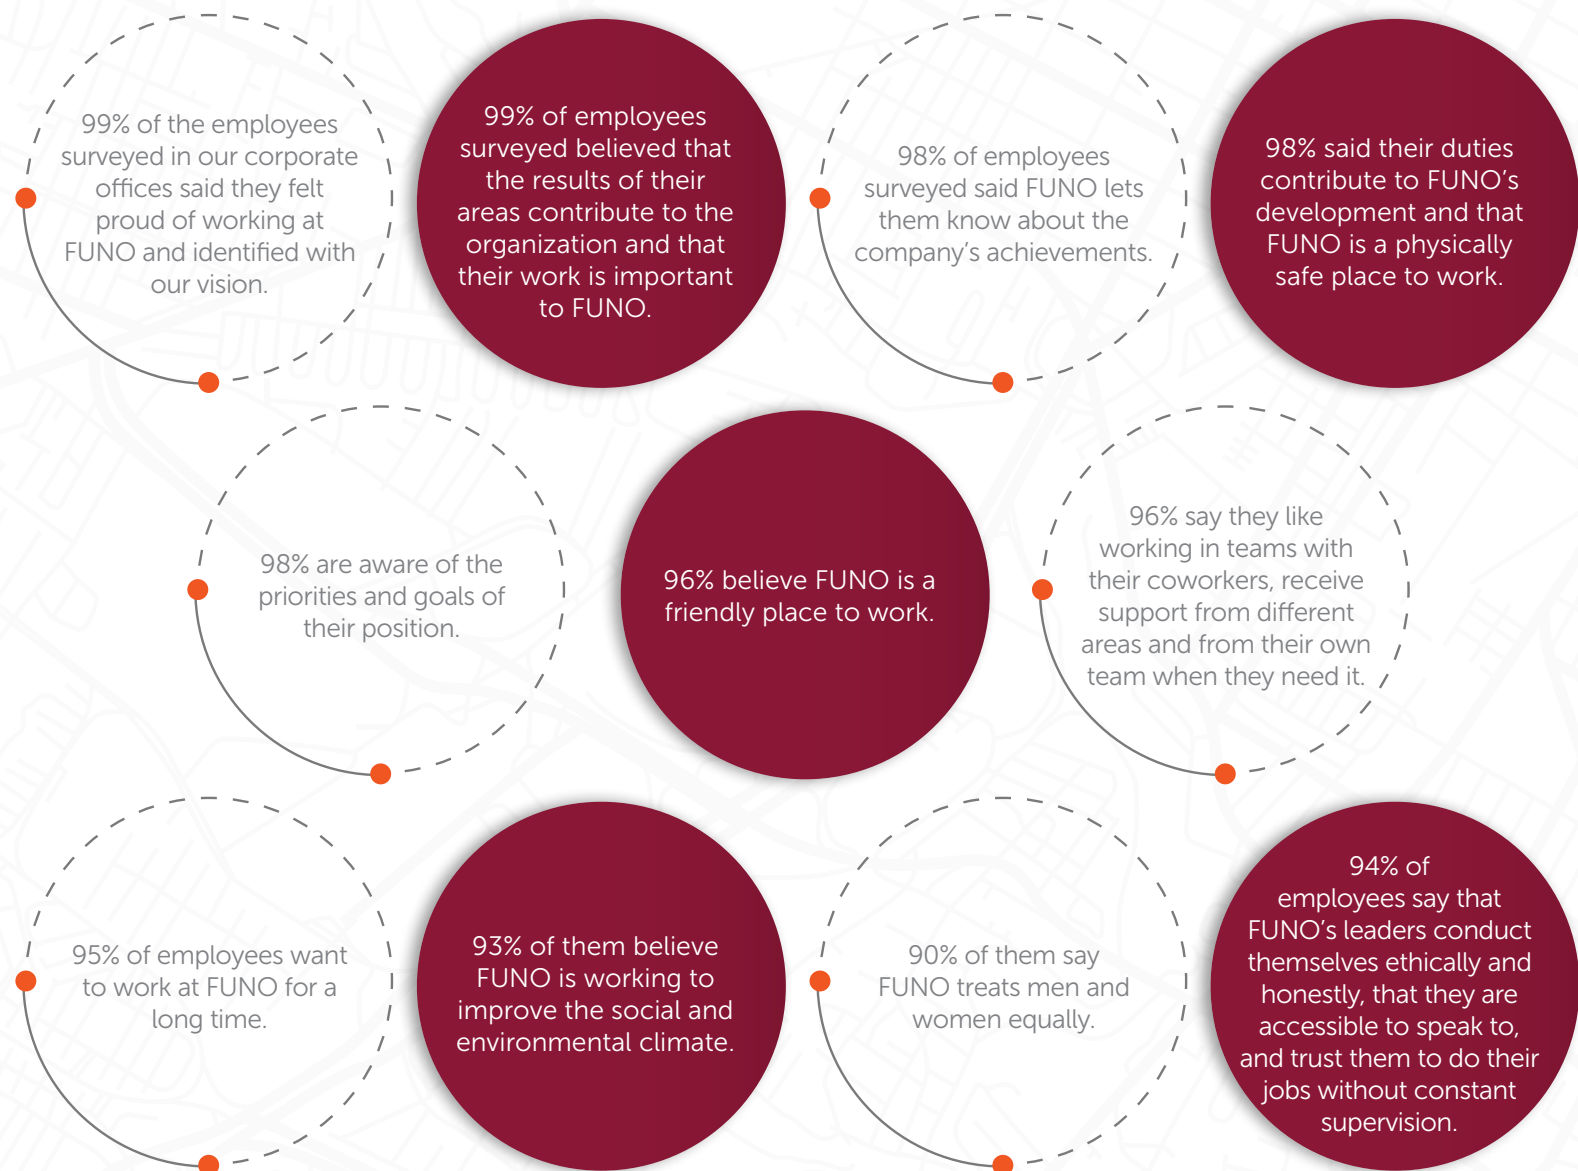 99% of the employees
surveyed in our corporate
offices said they felt
proud of working at
FUNO and identified with
our vision.
99% of employees
surveyed believed that
the results of their
areas contribute to the
organization and that
their work is important
to FUNO.
98% of employees
surveyed said FUNO lets
them know about the
company’s achievements.
98% said their duties
contribute to FUNO’s
development and that
FUNO is a physically
safe place to work.
98% are aware of the
priorities and goals of
their position.
96% believe FUNO is a
friendly place to work.
96% say they like
working in teams with
their coworkers, receive
support from different
areas and from their own
team when they need it.
95% of employees want
to work at FUNO for a
long time.
93% of them believe
FUNO is working to
improve the social and
environmental climate.
90% of them say
FUNO treats men and
women equally.
94% of
employees say that
FUNO’s leaders conduct
themselves ethically and
honestly, that they are
accessible to speak to,
and trust them to do their
jobs without constant
supervision.